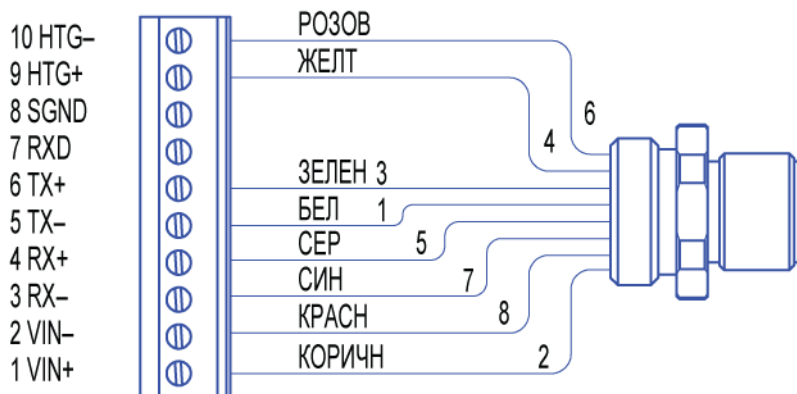 10 HTG– РОЗОВ
9 HTG+ ЖЕЛТ
8 SGND 6
7 RXD 4
6 TX+ ЗЕЛЕН 3
5 TX– БЕЛ 1
4 RX+ СЕР 5
3 RX– СИН 7
2 VIN– КРАСН 8
1 VIN+ КОРИЧН 2